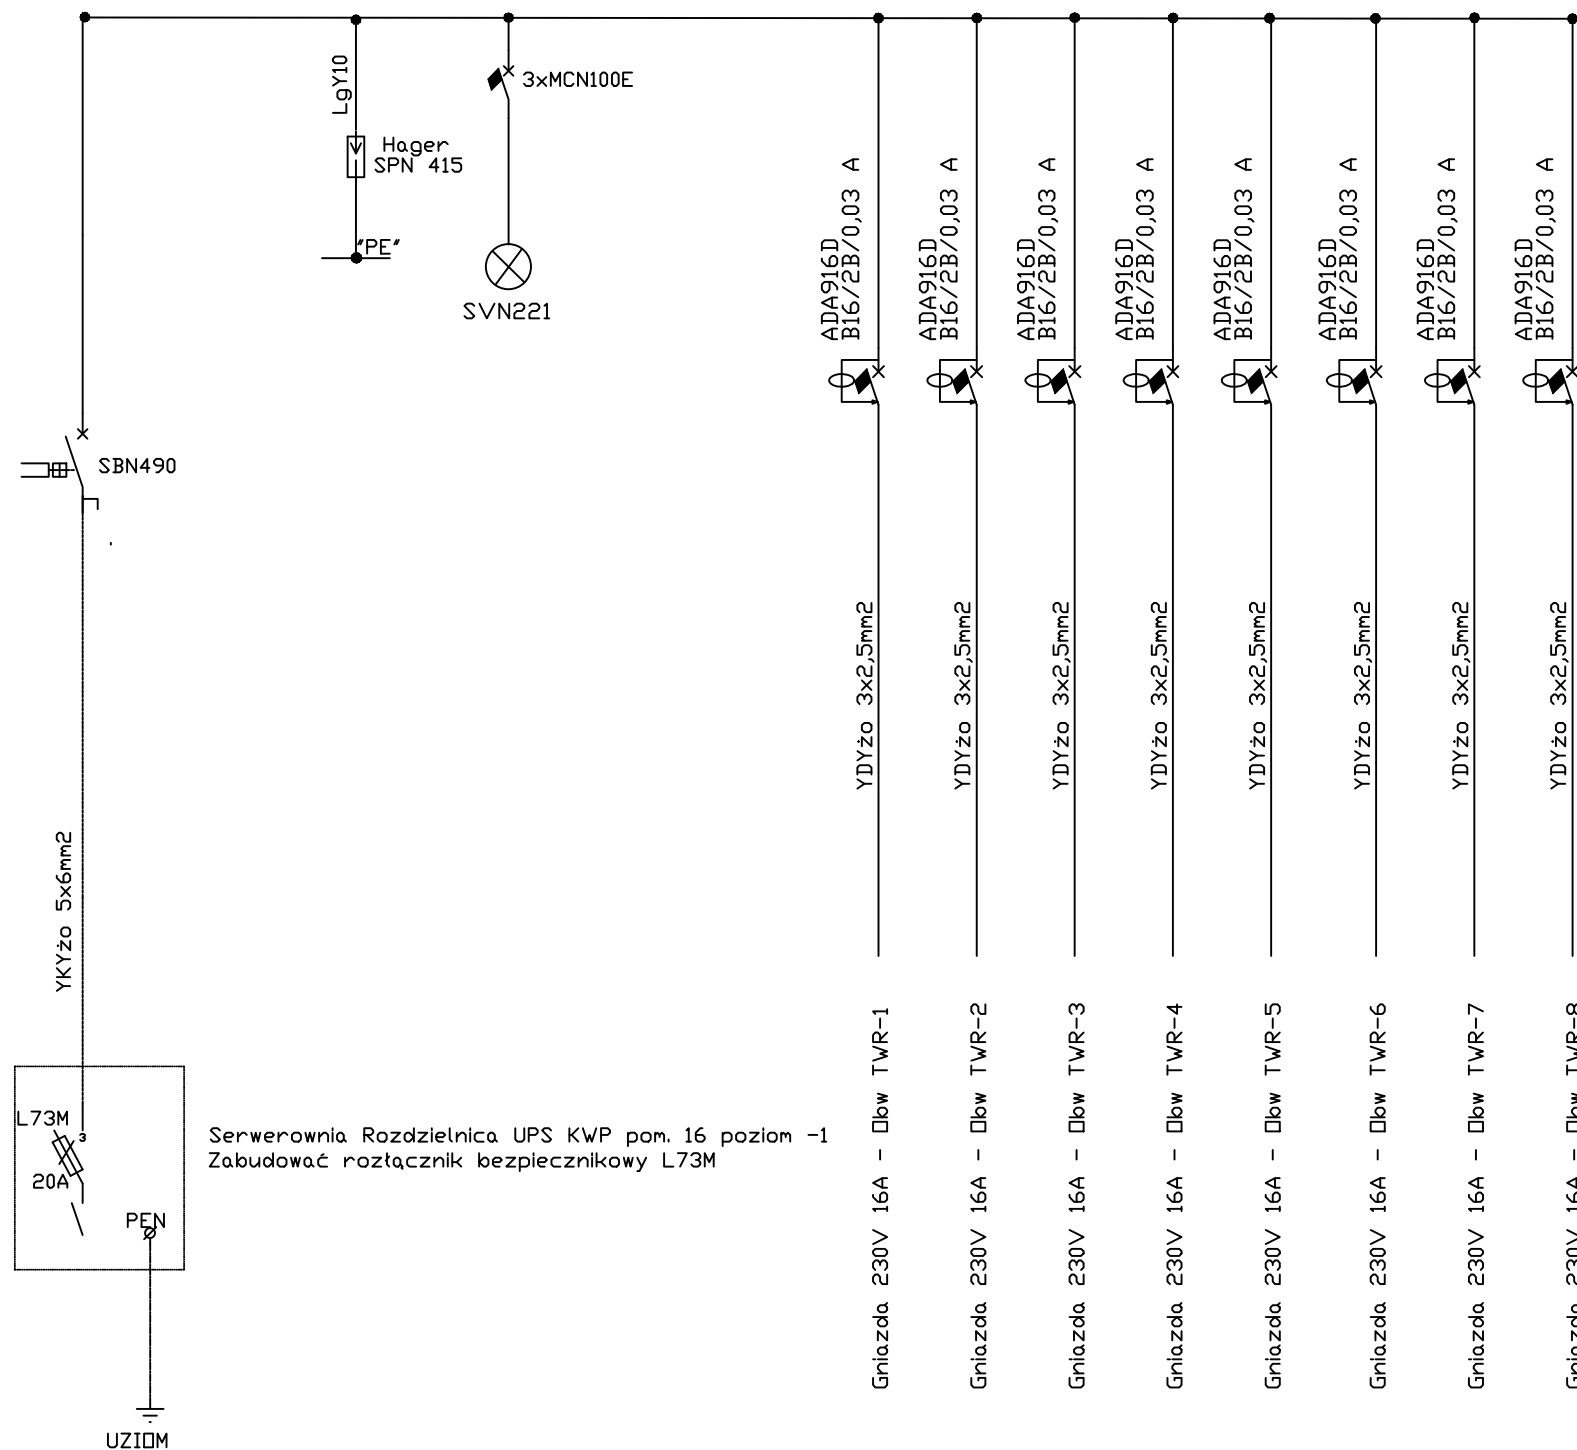 LgY10
Hager
SPN 415
"PE"
3xMCN100E
SVN221
SBN490
YKYżo 5x6mm2
L73M
3
20A
PEN
UZIOM
Serwerownia Rozdzielnica UPS KWP pom. 16 poziom -1
Zabudować rozłącznik bezpiecznikowy L73M
ADA916D
B16/2B/0,03 A
YDYżo 3x2,5mm2
Gniazda 230V 16A - Obw TWR-1
ADA916D
B16/2B/0,03 A
YDYżo 3x2,5mm2
Gniazda 230V 16A - Obw TWR-2
ADA916D
B16/2B/0,03 A
YDYżo 3x2,5mm2
Gniazda 230V 16A - Obw TWR-3
ADA916D
B16/2B/0,03 A
YDYżo 3x2,5mm2
Gniazda 230V 16A - Obw TWR-4
ADA916D
B16/2B/0,03 A
YDYżo 3x2,5mm2
Gniazda 230V 16A - Obw TWR-5
ADA916D
B16/2B/0,03 A
YDYżo 3x2,5mm2
Gniazda 230V 16A - Obw TWR-6
ADA916D
B16/2B/0,03 A
YDYżo 3x2,5mm2
Gniazda 230V 16A - Obw TWR-7
ADA916D
B16/2B/0,03 A
YDYżo 3x2,5mm2
Gniazda 230V 16A - Obw TWR-8